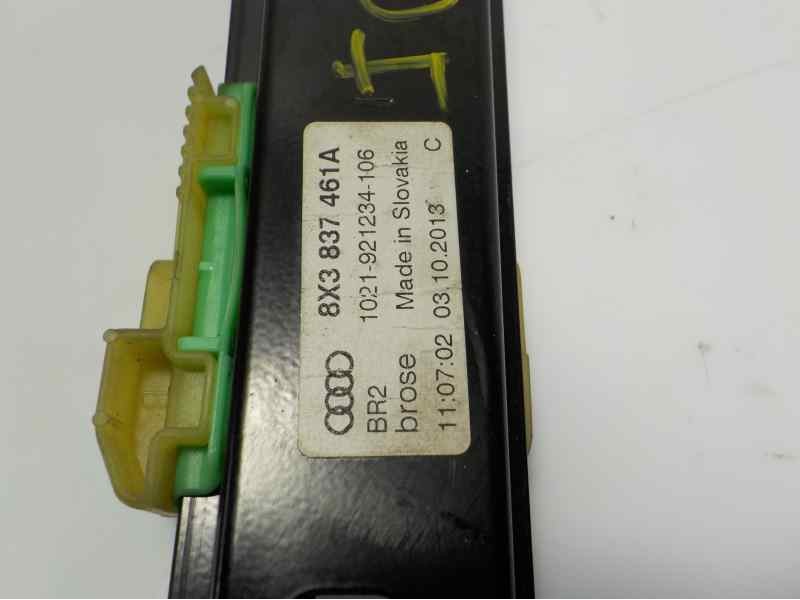 8X3 837 461A
1021-921234-106
BR2
brose Made in Slovakia
11:07:02 03.10.2013 C